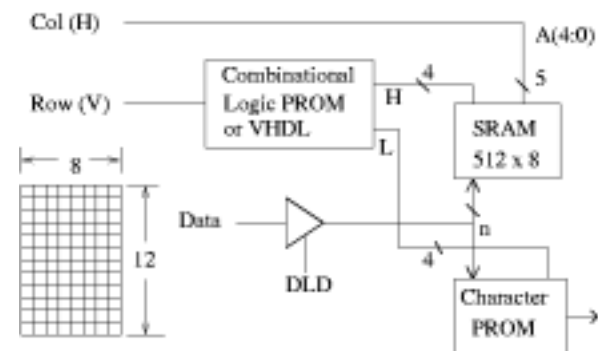 Col (H)
A(4:0)
Combinational
Logic PROM
or VHDL
4
5
H
Row (V)
SRAM
512 x 8
L
8
Data
n
12
4
DLD
Character
PROM